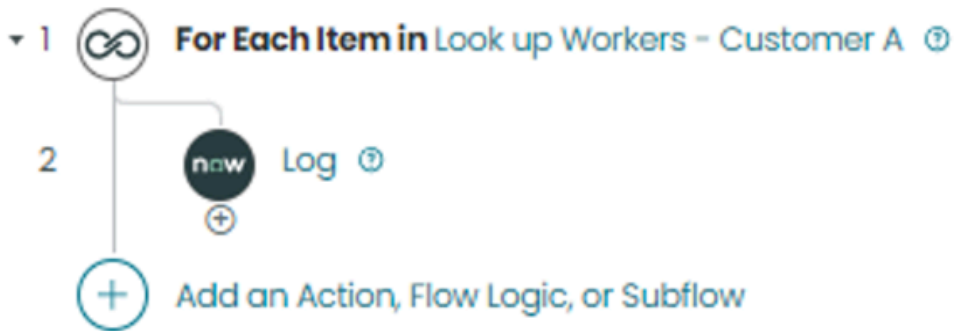 1 For Each Item in Look up Workers - Customer A ?
2 now Log ?
Add an Action, Flow Logic, or Subflow